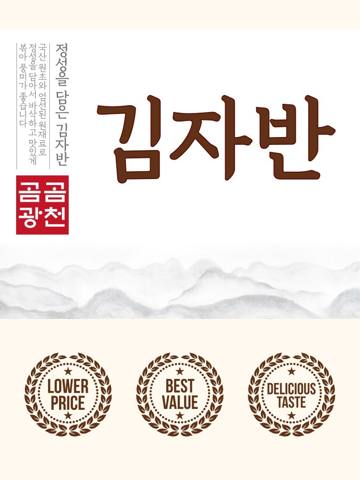 정성을 담은 김자반
국산 원초와 엄선된 원재료로
정성을 담아서 바삭하고 맛있게
볶아 풍미가 좋습니다
김자반
곰곰
광천
LOWER
PRICE
BEST
VALUE
DELICIOUS
TASTE